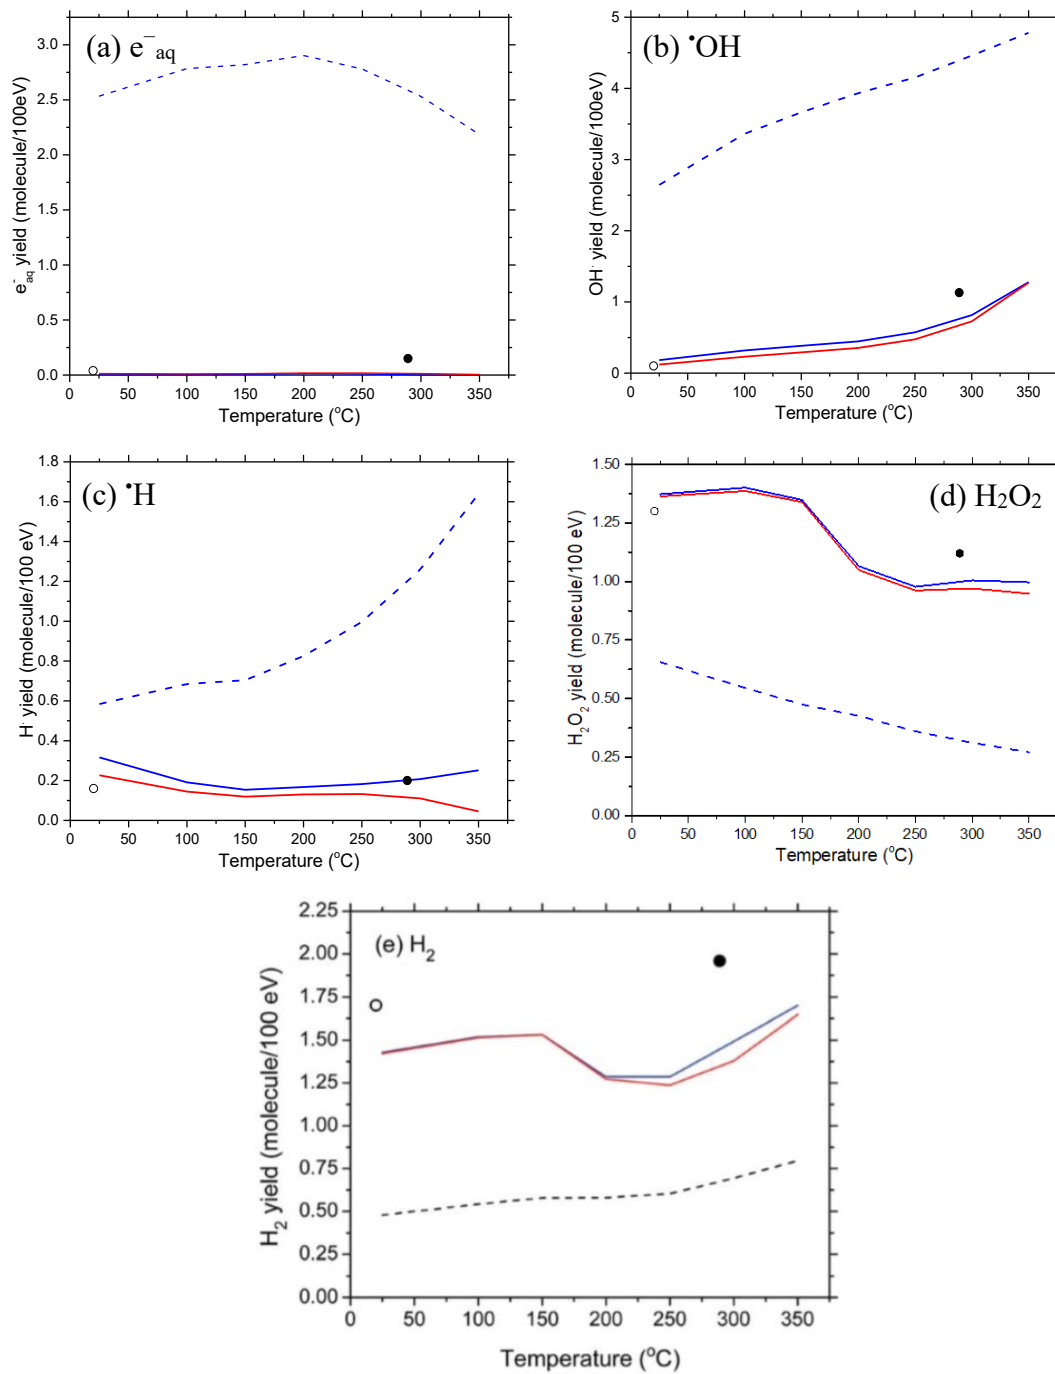 (a) e⁻aq
e⁻aq yield (molecule/100eV)
3.0
2.5
2.0
1.5
1.0
0.5
0.0
0 50 100 150 200 250 300 350
Temperature (°C)
(b) •OH
OH· yield (molecule/100eV)
5
4
3
2
1
0
0 50 100 150 200 250 300 350
Temperature (°C)
(c) •H
H· yield (molecule/100 eV)
1.8
1.6
1.4
1.2
1.0
0.8
0.6
0.4
0.2
0.0
0 50 100 150 200 250 300 350
Temperature (°C)
(d) H₂O₂
H₂O₂ yield (molecule/100 eV)
1.50
1.25
1.00
0.75
0.50
0.25
0.00
0 50 100 150 200 250 300 350
Temperature (°C)
(e) H₂
H₂ yield (molecule/100 eV)
2.25
2.00
1.75
1.50
1.25
1.00
0.75
0.50
0.25
0.00
0 50 100 150 200 250 300 350
Temperature (°C)